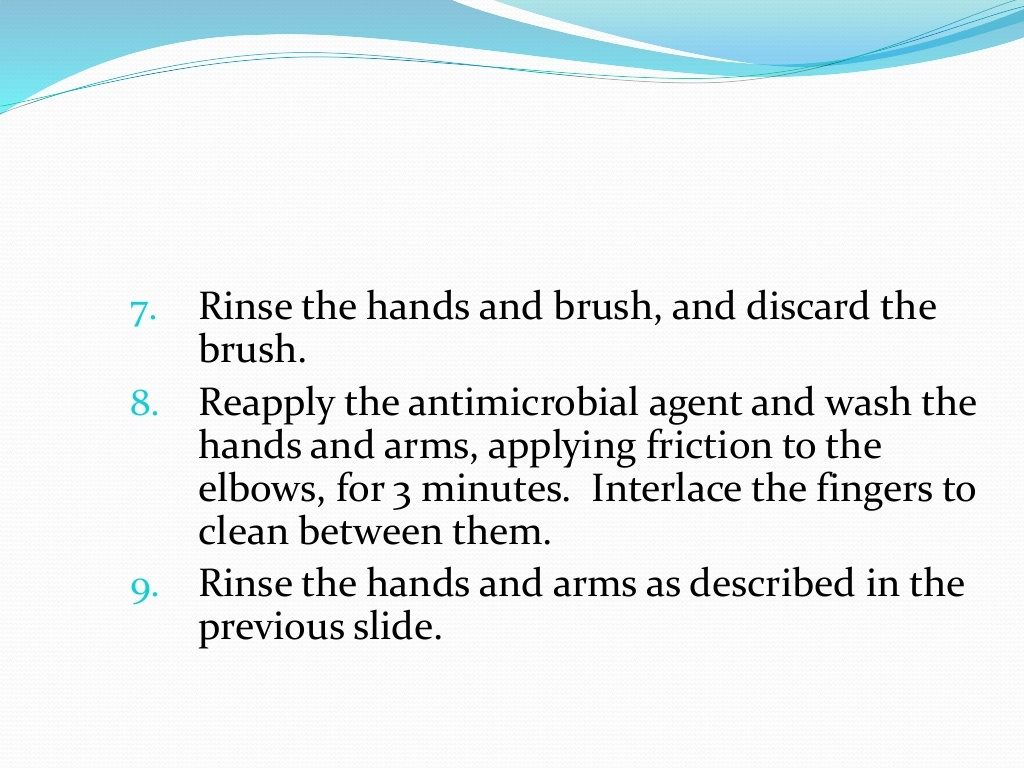 7. Rinse the hands and brush, and discard the
brush.
8. Reapply the antimicrobial agent and wash the
hands and arms, applying friction to the
elbows, for 3 minutes.  Interlace the fingers to
clean between them.
9. Rinse the hands and arms as described in the
previous slide.